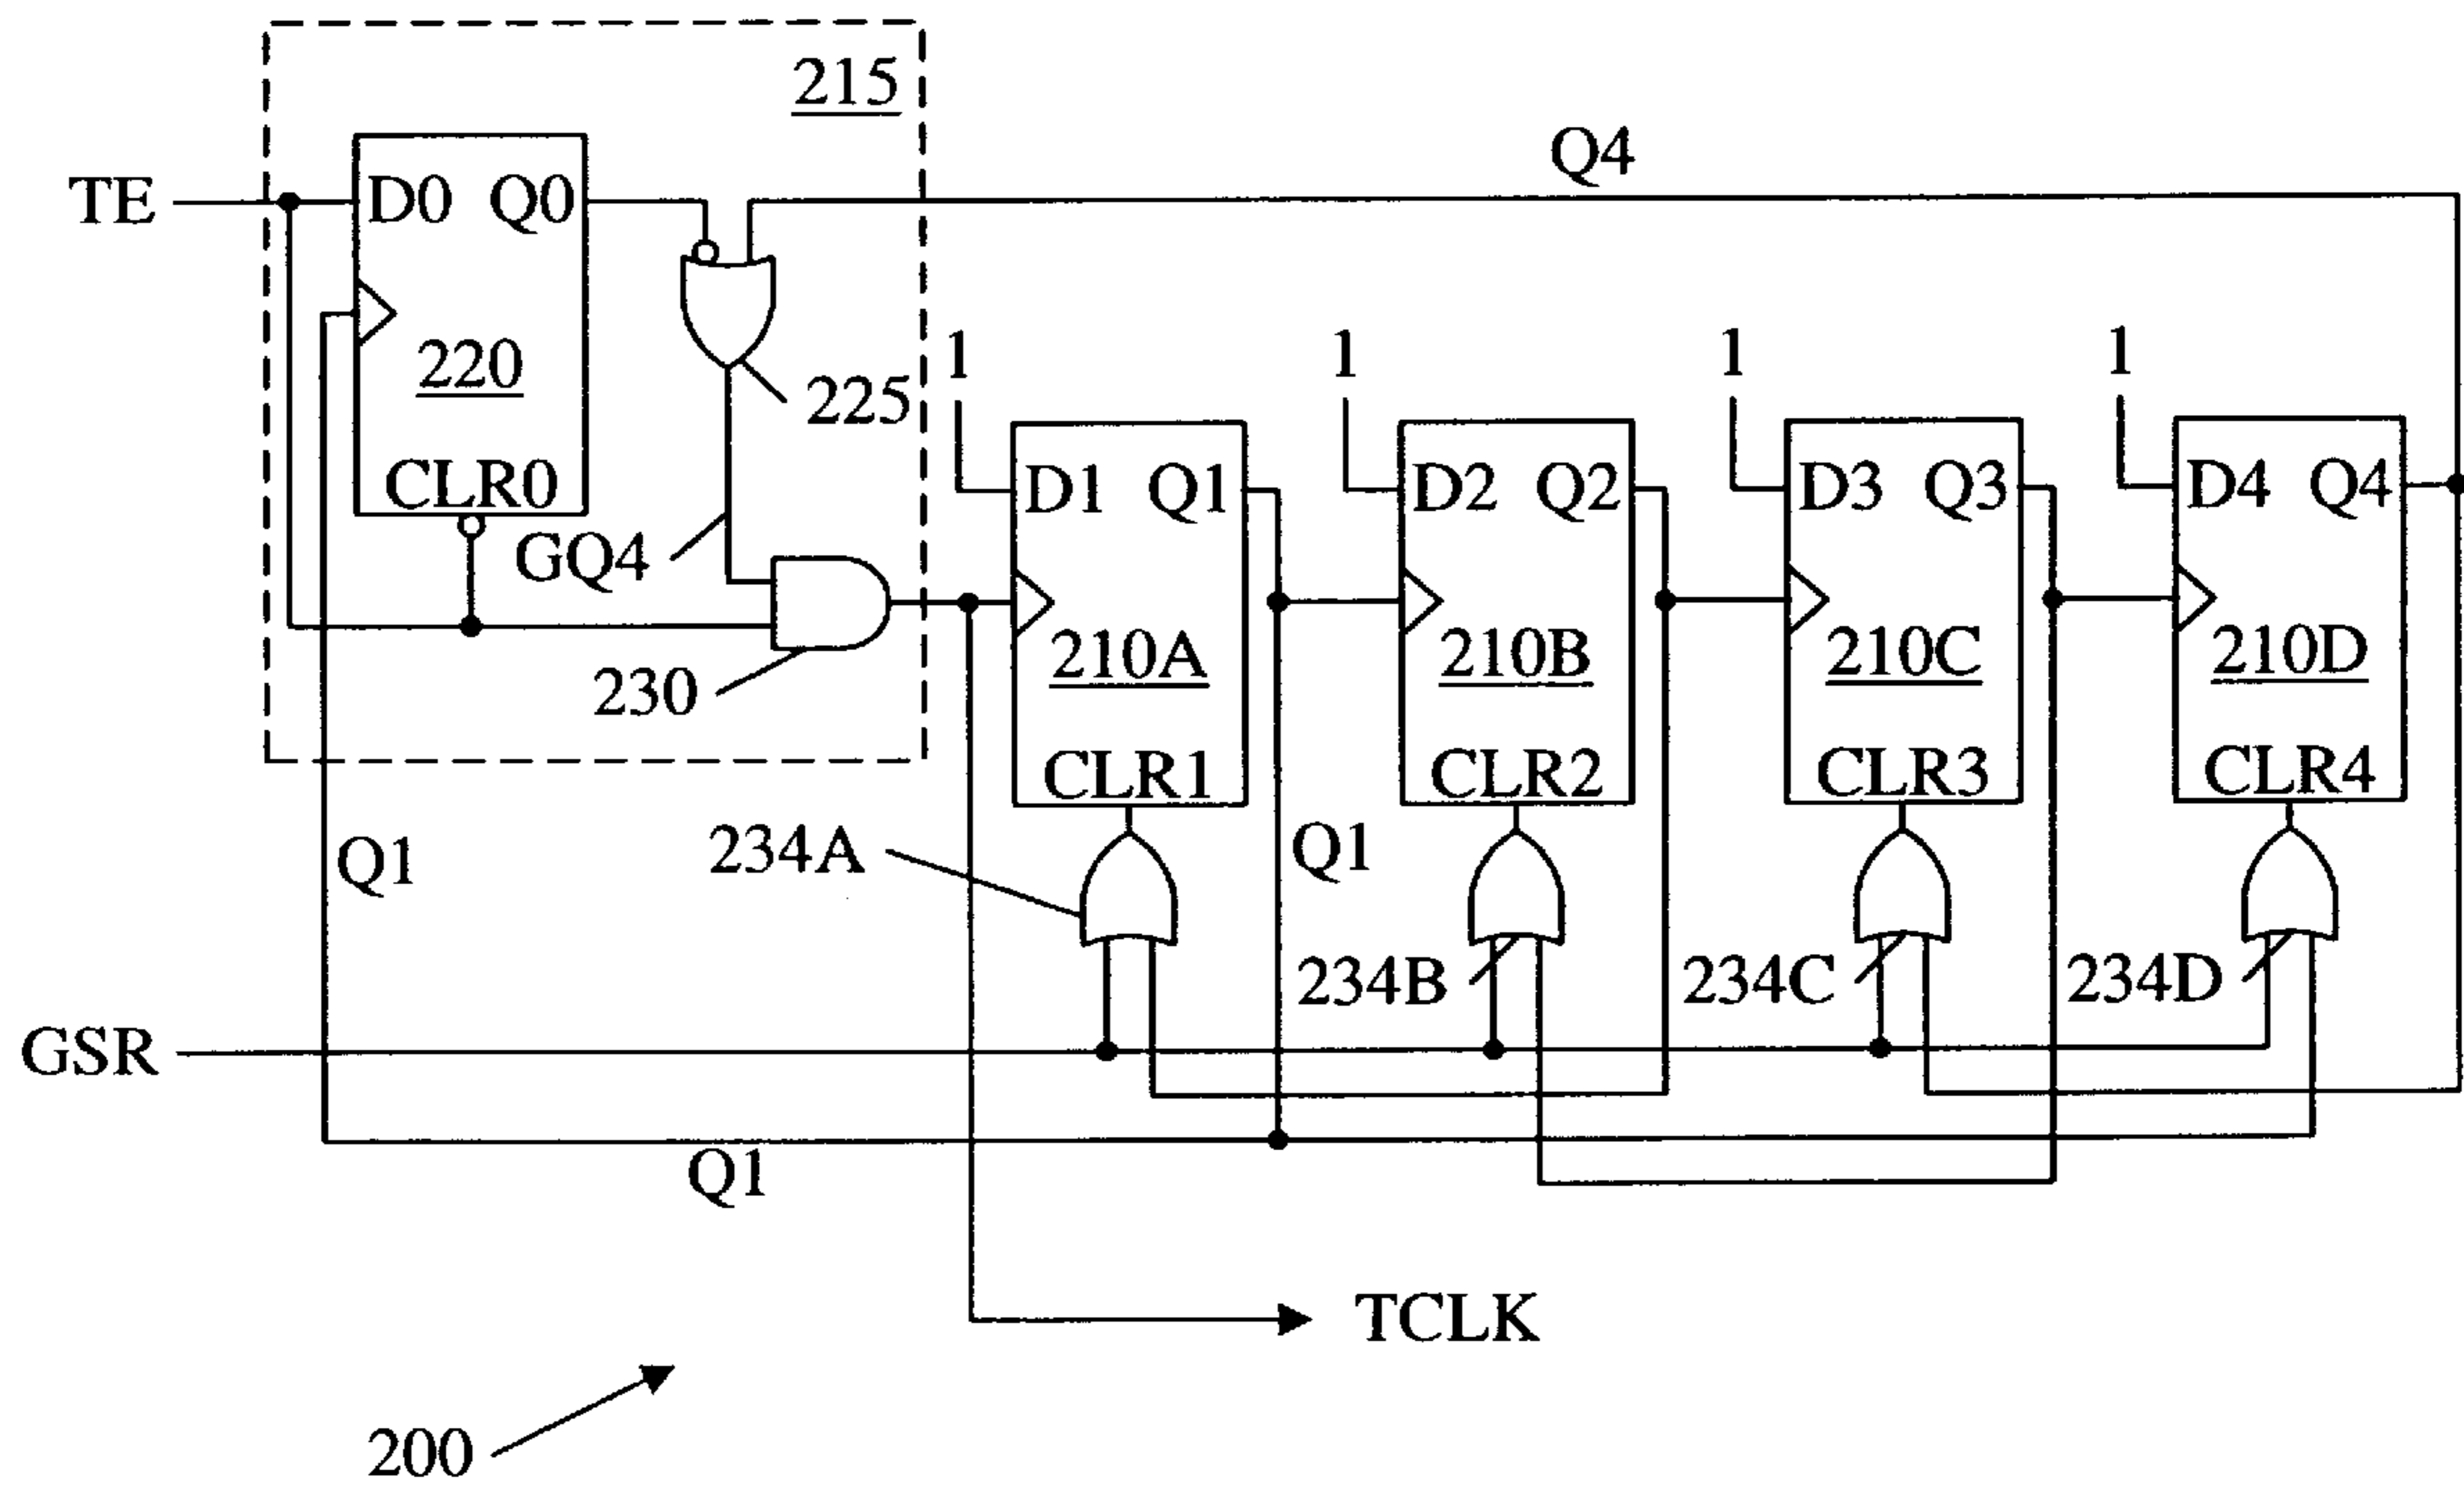 215
Q4
TE
D0 Q0
1
1
1
1
220
225
CLR0
D1 Q1
D2 Q2
D3 Q3
D4 Q4
GQ4
210A
210B
210C
210D
230
CLR1
CLR2
CLR3
CLR4
Q1
234A
Q1
234B
234C
234D
GSR
Q1
TCLK
200